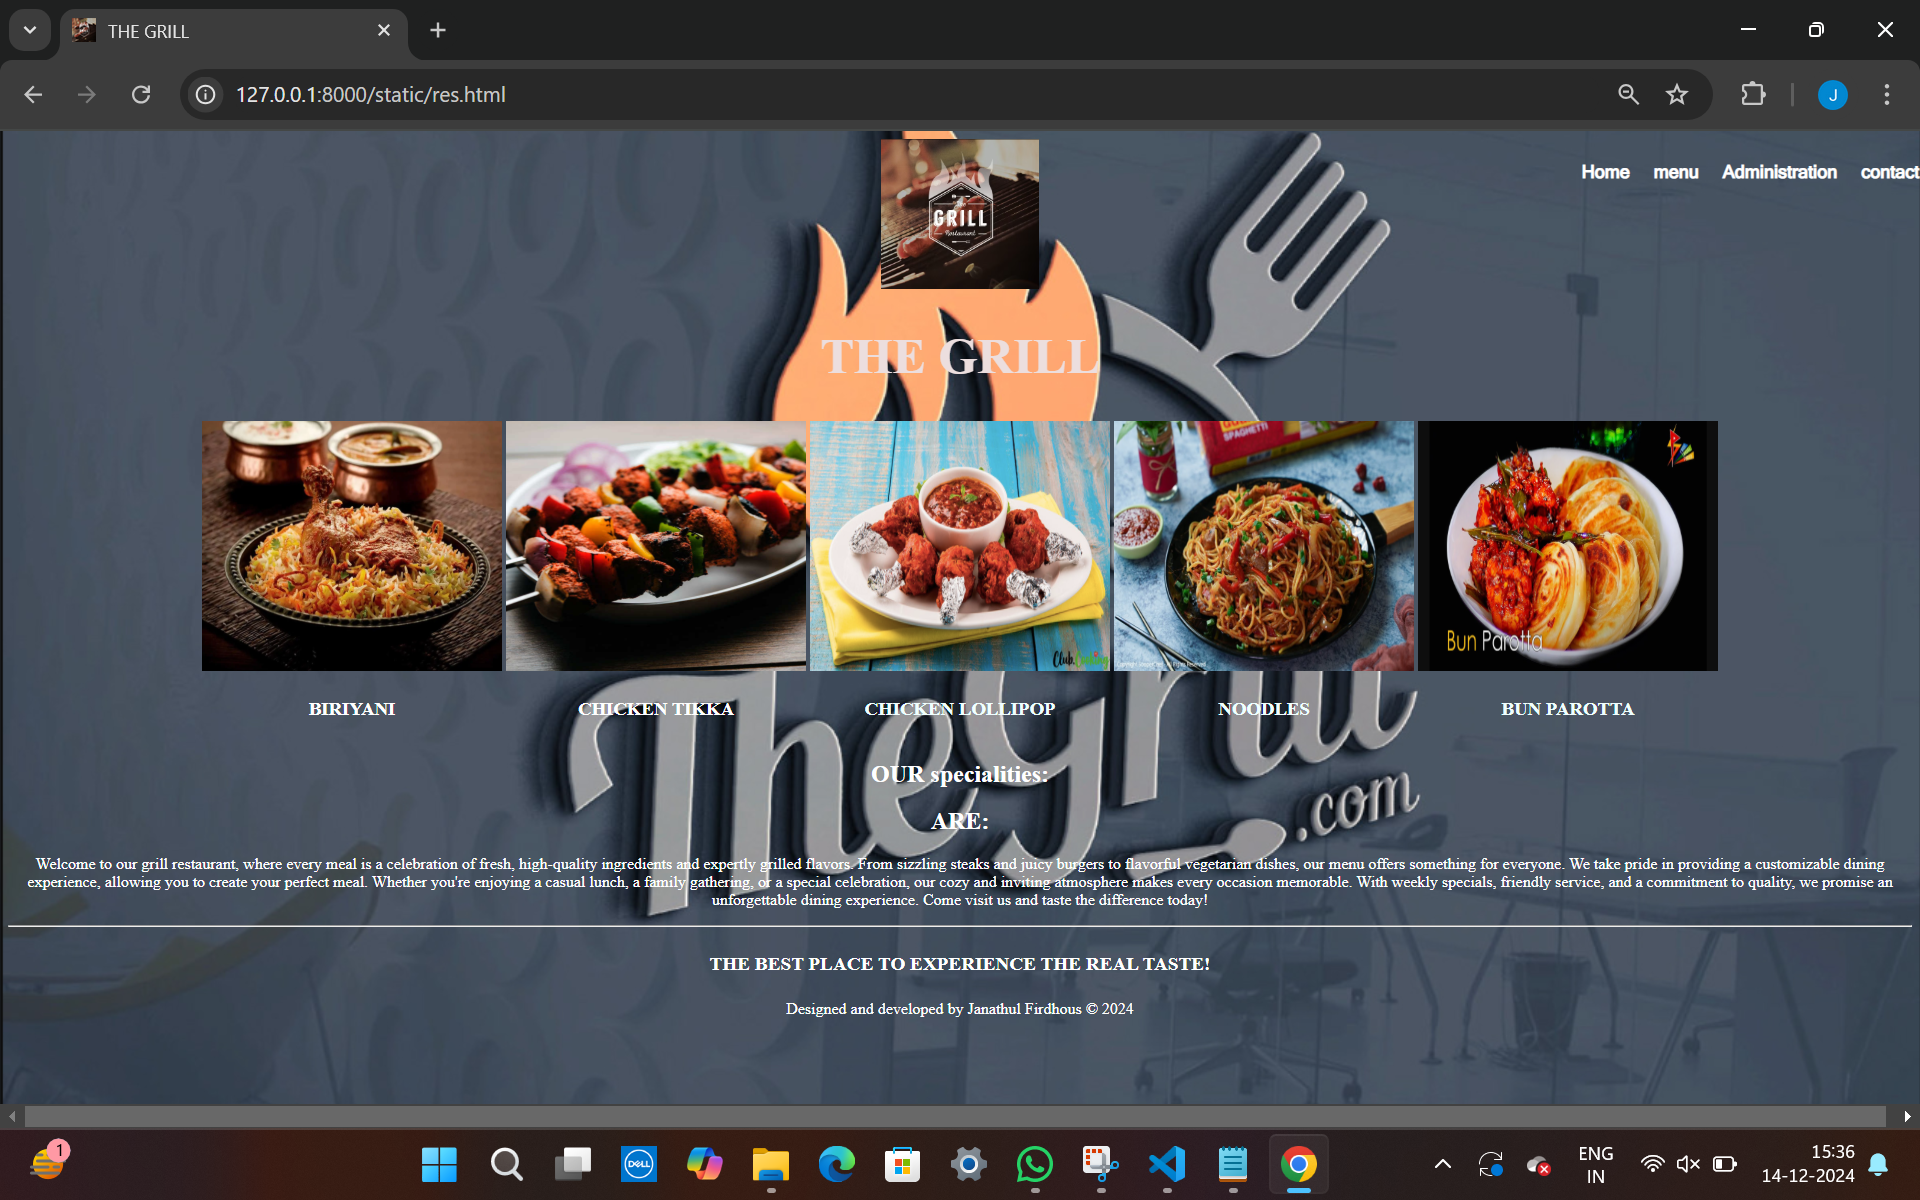 THE GRILL
127.0.0.1:8000/static/res.html
J
Home menu Administration contact
The
GRILL
Restaurant
THE GRILL
SPAGHETTI
Club
Bun Parotta
BIRIYANI
CHICKEN TIKKA
CHICKEN LOLLIPOP
NOODLES
BUN PAROTTA
The Grill
.com
OUR specialities:
ARE:
Welcome to our grill restaurant, where every meal is a celebration of fresh, high-quality ingredients and expertly grilled flavors. From sizzling steaks and juicy burgers to flavorful vegetarian dishes, our menu offers something for everyone. We take pride in providing a customizable dining
experience, allowing you to create your perfect meal. Whether you're enjoying a casual lunch, a family gathering, or a special celebration, our cozy and inviting atmosphere makes every occasion memorable. With weekly specials, friendly service, and a commitment to quality, we promise an
unforgettable dining experience. Come visit us and taste the difference today!
THE BEST PLACE TO EXPERIENCE THE REAL TASTE!
Designed and developed by Janathul Firdhous © 2024
1
DELL
ENG
IN
15:36
14-12-2024